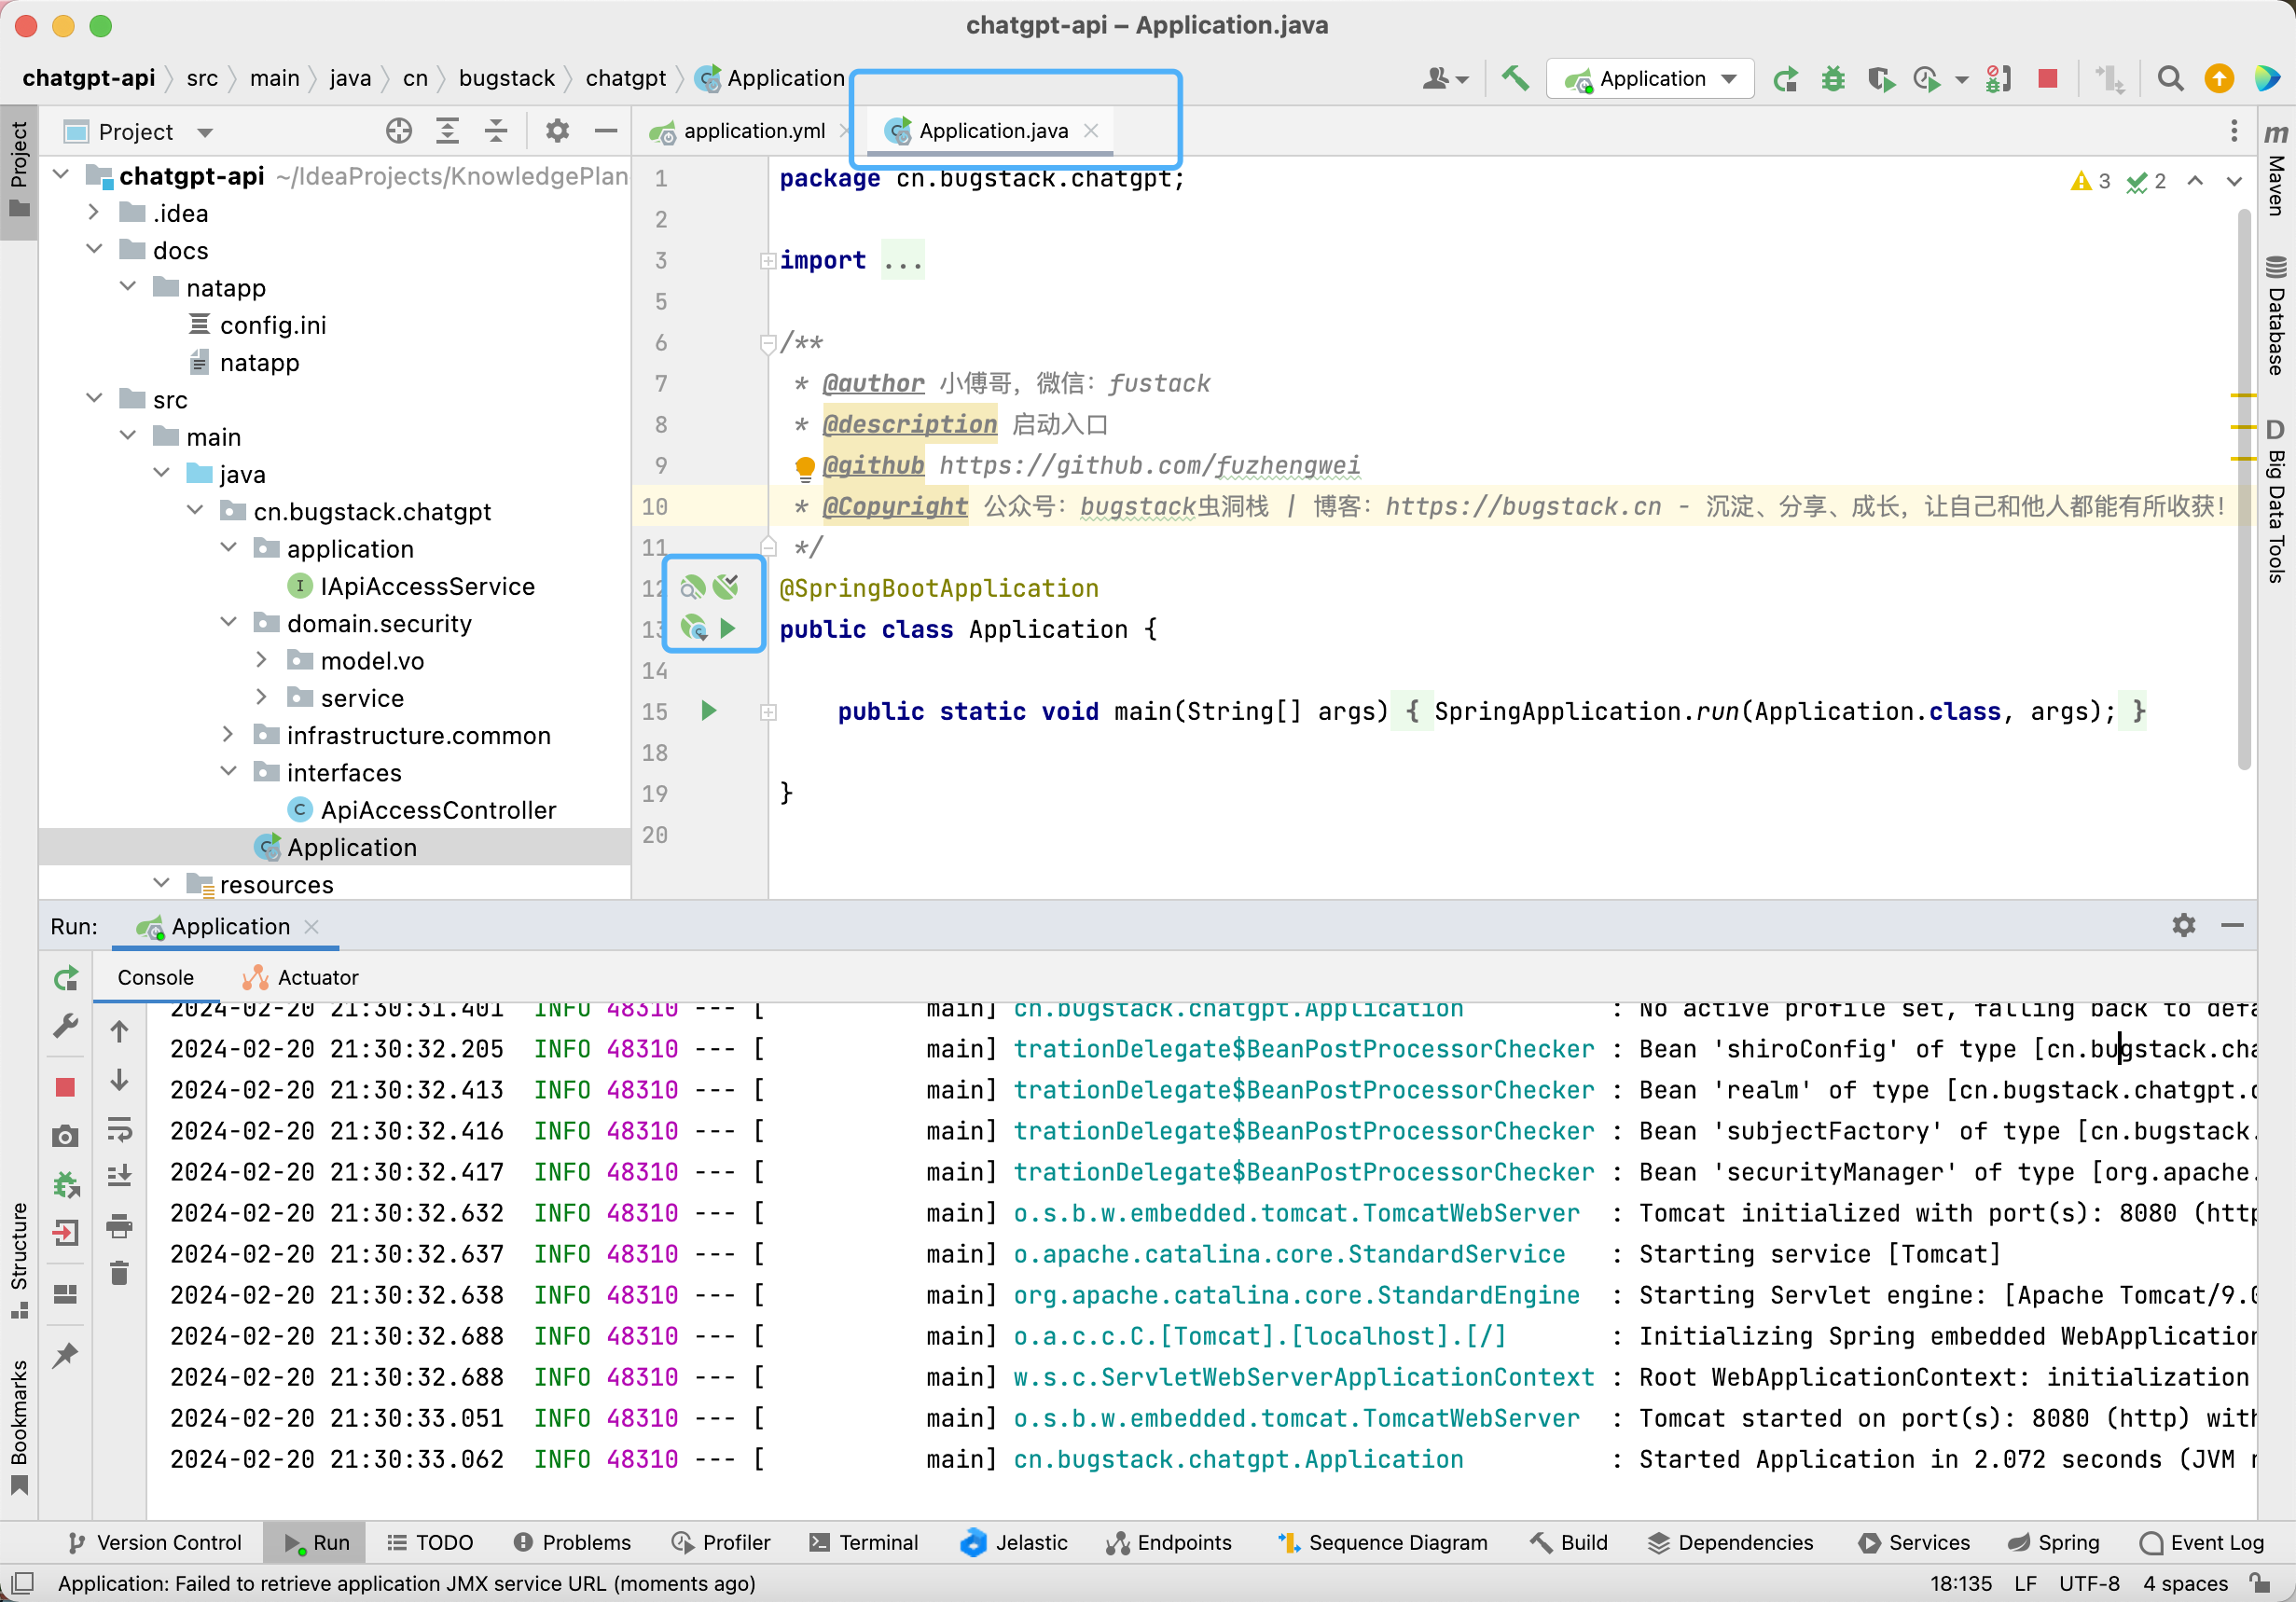 chatgpt-api – Application.java
chatgpt-api
src
main
java
cn
bugstack
chatgpt
Application
Application
Project
application.yml
Application.java
Project
chatgpt-api ~/IdeaProjects/KnowledgePlan
.idea
docs
natapp
config.ini
natapp
src
main
java
cn.bugstack.chatgpt
application
IApiAccessService
domain.security
model.vo
service
infrastructure.common
interfaces
ApiAccessController
Application
resources
1 package cn.bugstack.chatgpt;
2
3 import ...
5
6 /**
7 * @author 小傅哥，微信：fustack
8 * @description 启动入口
9 * @github https://github.com/fuzhengwei
10 * @Copyright 公众号：bugstack虫洞栈 | 博客：https://bugstack.cn - 沉淀、分享、成长，让自己和他人都能有所收获！
11 */
12 @SpringBootApplication
13 public class Application {
14
15 public static void main(String[] args) { SpringApplication.run(Application.class, args); }
18
19 }
20
3 2
m Maven
Database
D Big Data Tools
Run: Application
Console Actuator
2024-02-20 21:30:31.401 INFO 48310 --- [ main] cn.bugstack.chatgpt.Application : No active profile set, falling back to defa
2024-02-20 21:30:32.205 INFO 48310 --- [ main] trationDelegate$BeanPostProcessorChecker : Bean 'shiroConfig' of type [cn.bugstack.cha
2024-02-20 21:30:32.413 INFO 48310 --- [ main] trationDelegate$BeanPostProcessorChecker : Bean 'realm' of type [cn.bugstack.chatgpt.
2024-02-20 21:30:32.416 INFO 48310 --- [ main] trationDelegate$BeanPostProcessorChecker : Bean 'subjectFactory' of type [cn.bugstack.
2024-02-20 21:30:32.417 INFO 48310 --- [ main] trationDelegate$BeanPostProcessorChecker : Bean 'securityManager' of type [org.apache.
2024-02-20 21:30:32.632 INFO 48310 --- [ main] o.s.b.w.embedded.tomcat.TomcatWebServer : Tomcat initialized with port(s): 8080 (http
2024-02-20 21:30:32.637 INFO 48310 --- [ main] o.apache.catalina.core.StandardService : Starting service [Tomcat]
2024-02-20 21:30:32.638 INFO 48310 --- [ main] org.apache.catalina.core.StandardEngine : Starting Servlet engine: [Apache Tomcat/9.0
2024-02-20 21:30:32.688 INFO 48310 --- [ main] o.a.c.c.C.[Tomcat].[localhost].[/] : Initializing Spring embedded WebApplication
2024-02-20 21:30:32.688 INFO 48310 --- [ main] w.s.c.ServletWebServerApplicationContext : Root WebApplicationContext: initialization
2024-02-20 21:30:33.051 INFO 48310 --- [ main] o.s.b.w.embedded.tomcat.TomcatWebServer : Tomcat started on port(s): 8080 (http) with
2024-02-20 21:30:33.062 INFO 48310 --- [ main] cn.bugstack.chatgpt.Application : Started Application in 2.072 seconds (JVM
Structure
Bookmarks
Version Control Run TODO Problems Profiler Terminal Jelastic Endpoints Sequence Diagram Build Dependencies Services Spring Event Log
Application: Failed to retrieve application JMX service URL (moments ago) 18:135 LF UTF-8 4 spaces